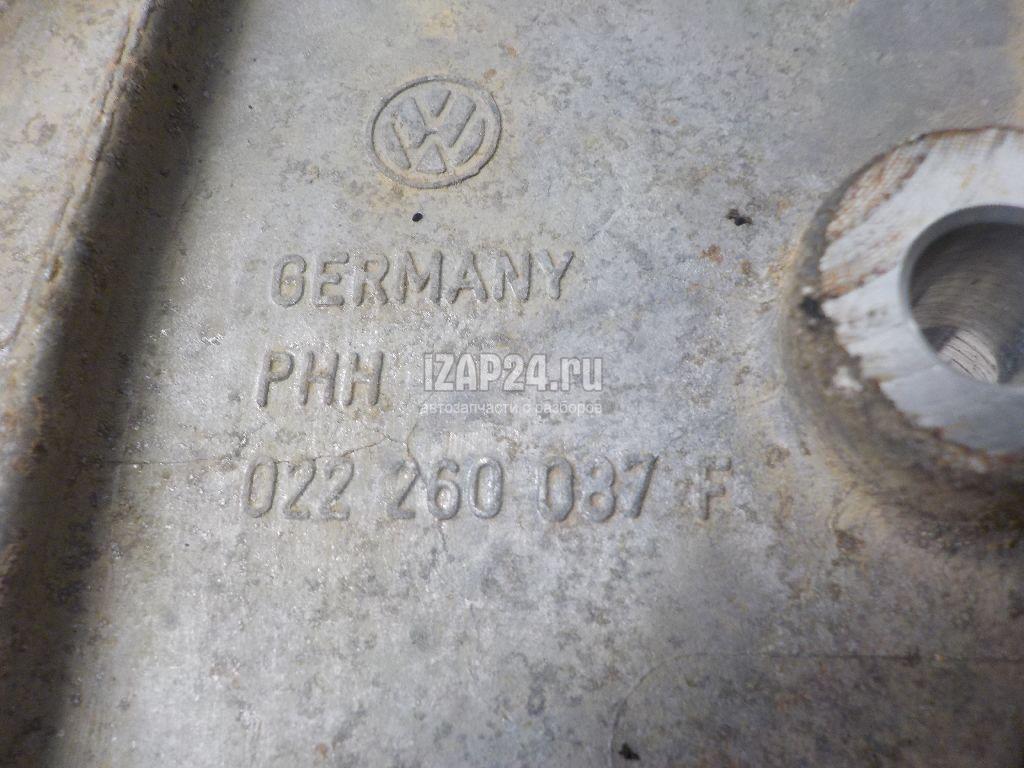 GERMANY
PHH
IZAP24.ru
автозапчасти с разборов
022 260 087 F